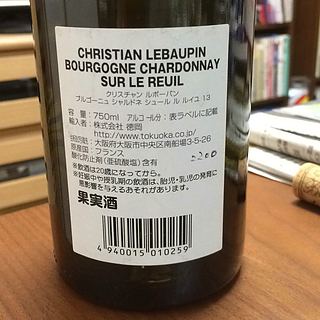 CHRISTIAN LEBAUPIN
BOURGOGNE CHARDONNAY
SUR LE REUIL
クリスチャン ルボーパン
ブルゴーニュ シャルドネ シュール ル ルイユ 13
容量:750ml アルコール分:表ラベルに記載
輸入者:株式会社 徳岡
http://www.tokuoka.co.jp/
引取先:大阪府大阪市中央区南船場3-5-26
原産国:フランス
酸化防止剤(亜硫酸塩)含有
2200
※飲酒は20歳になってから。
※妊娠中や授乳期の飲酒は、胎児・乳児の発育に
悪影響を与えるおそれがあります。
果実酒
4 940015 010259